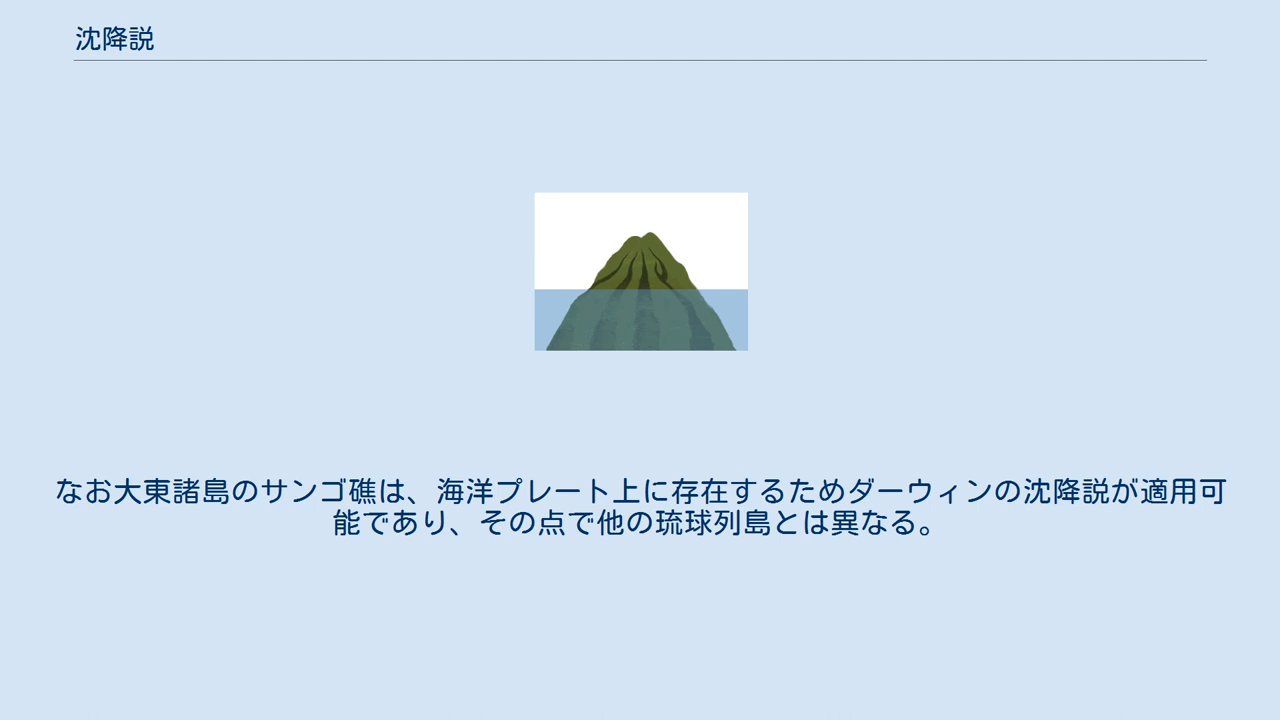 沈降説
なお大東諸島のサンゴ礁は、海洋プレート上に存在するためダーウィンの沈降説が適用可
能であり、その点で他の琉球列島とは異なる。